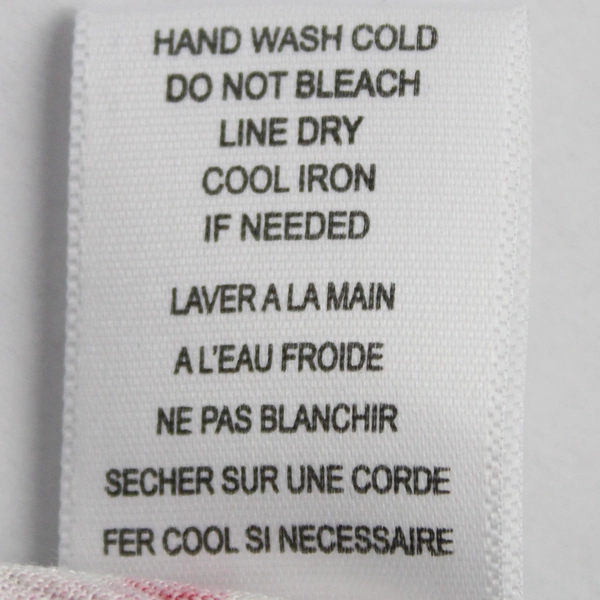 HAND WASH COLD
DO NOT BLEACH
LINE DRY
COOL IRON
IF NEEDED
LAVER A LA MAIN
A L'EAU FROIDE
NE PAS BLANCHIR
SECHER SUR UNE CORDE
FER COOL SI NECESSAIRE